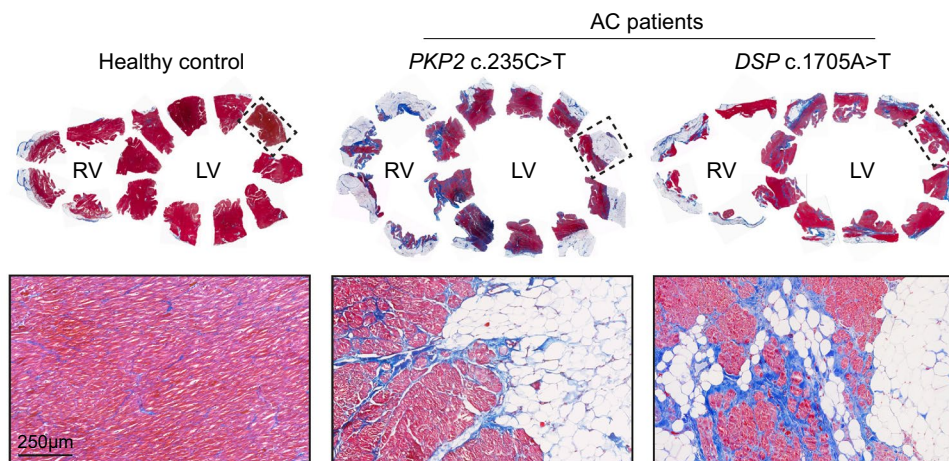 AC patients
Healthy control
PKP2 c.235C>T
DSP c.1705A>T
RV LV
RV LV
RV LV
250µm